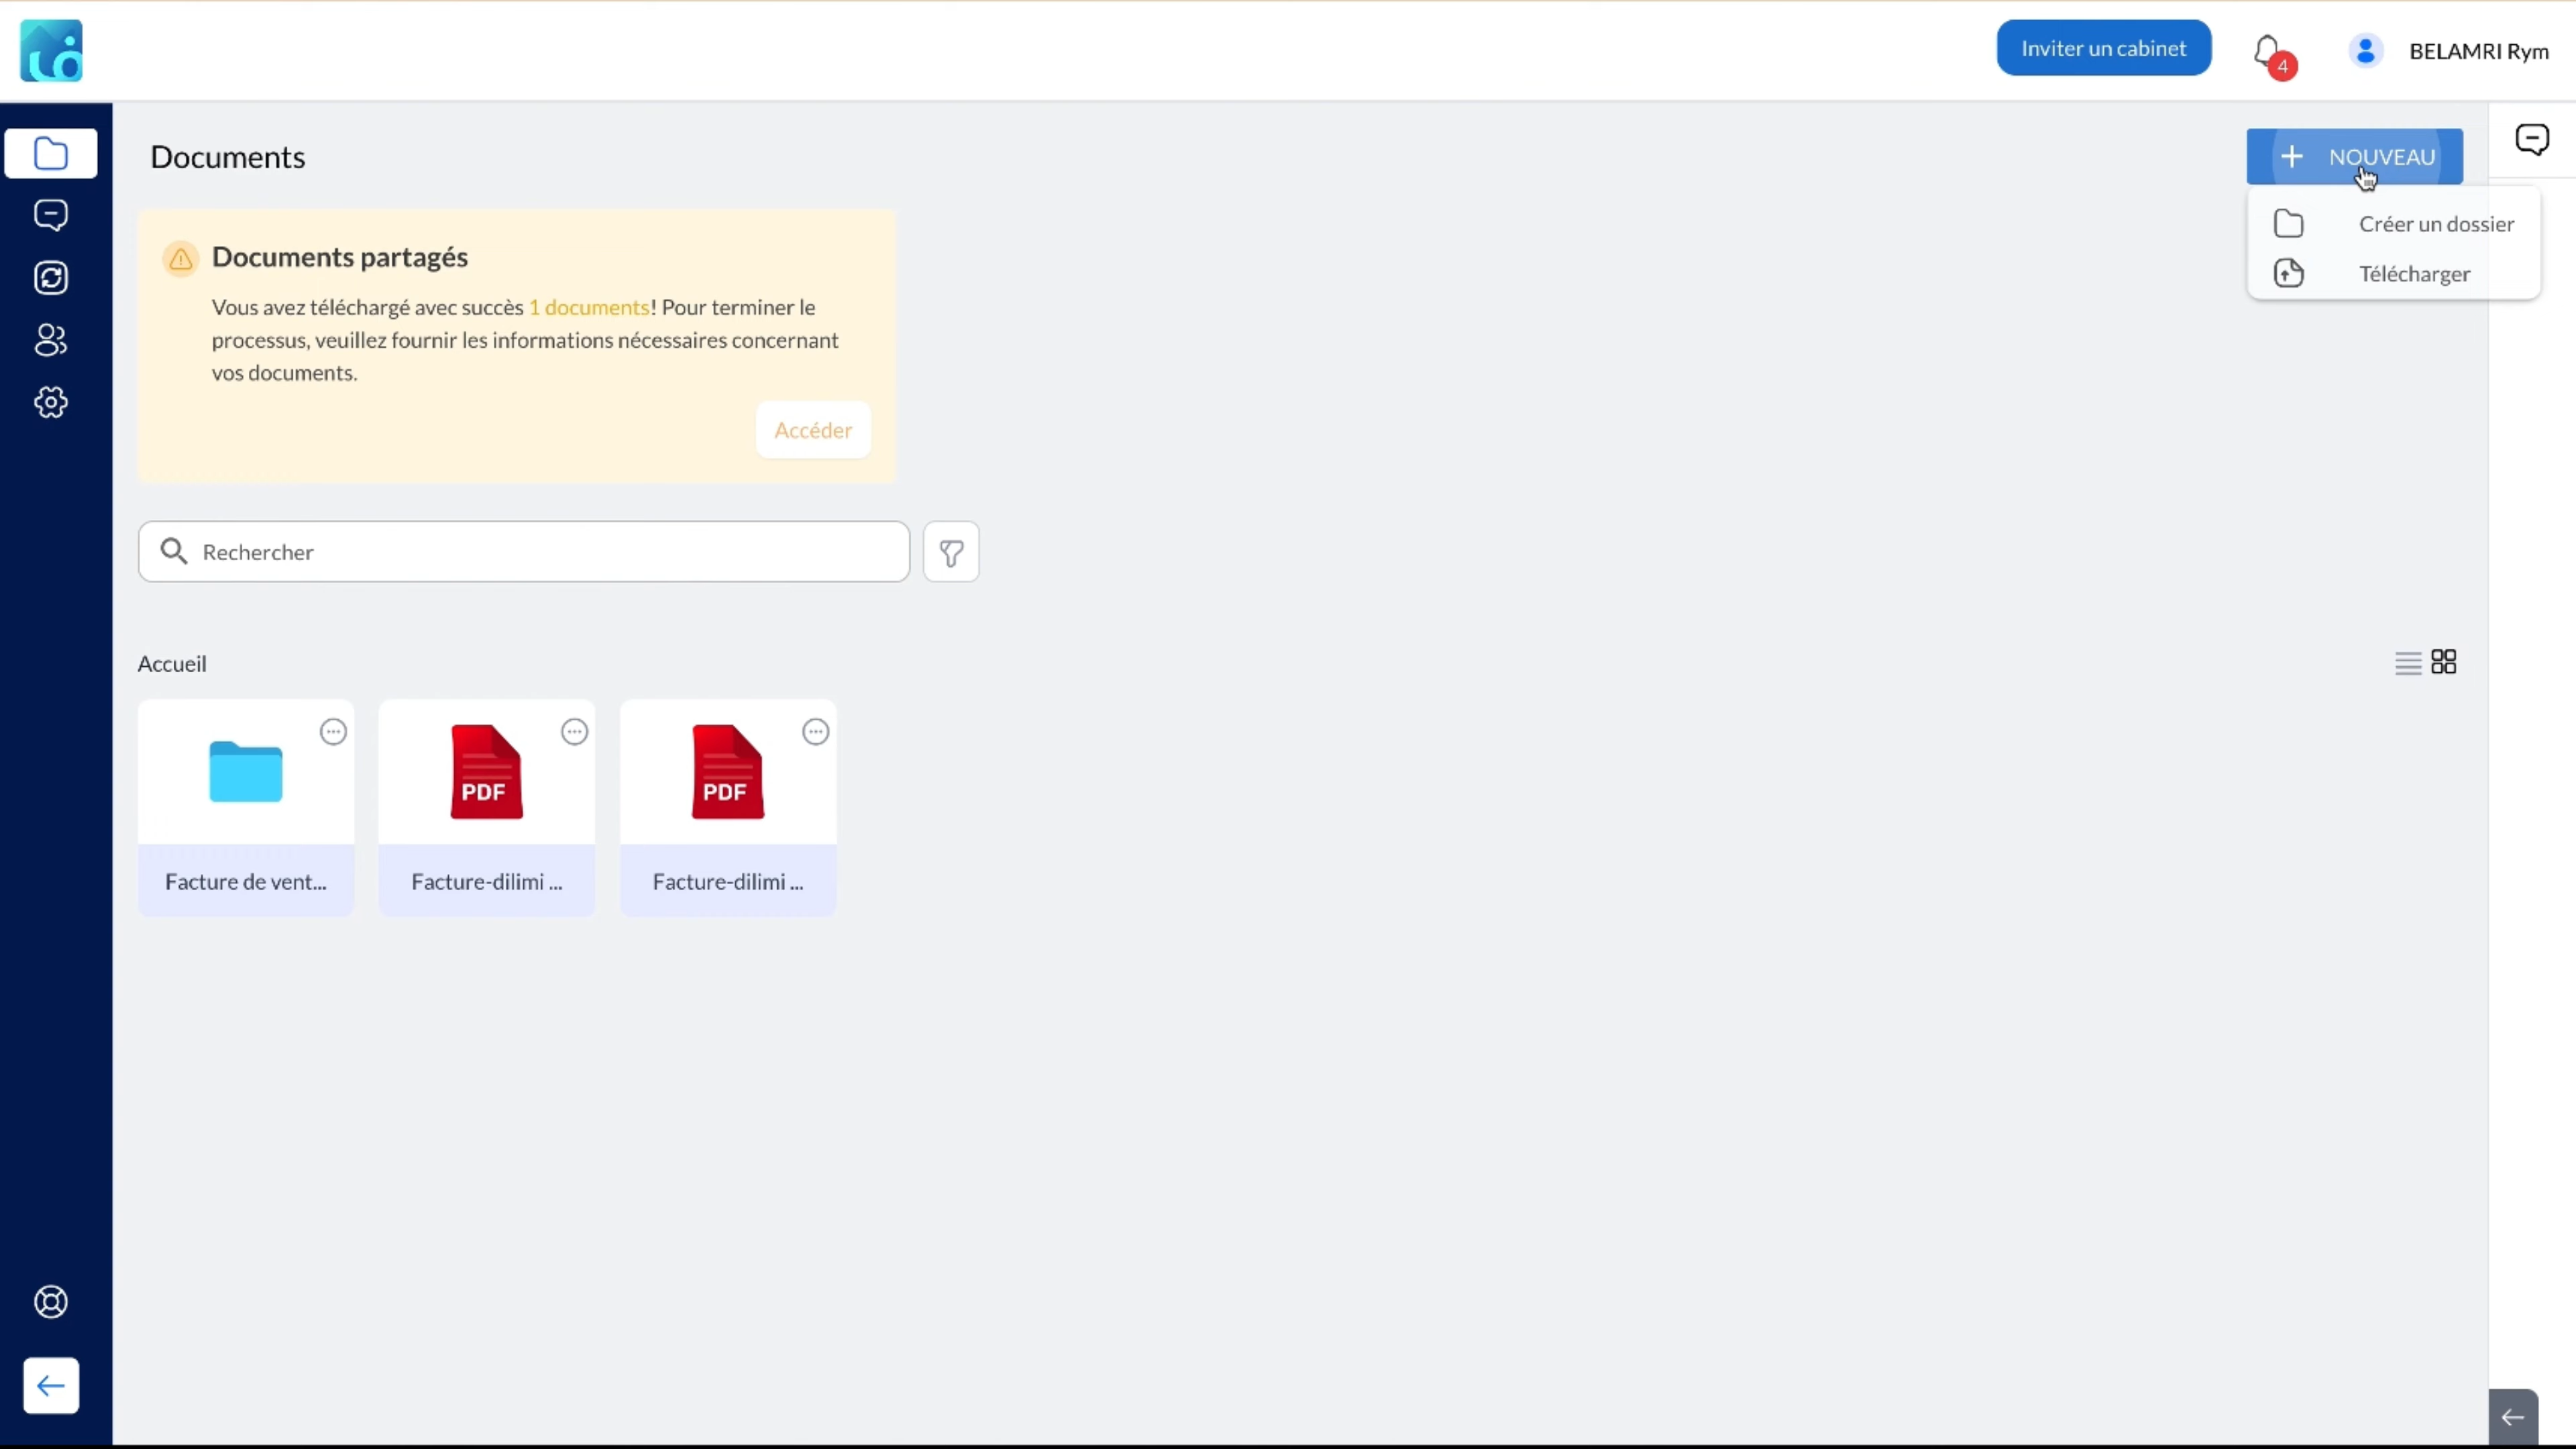 Inviter un cabinet
4
BELAMRI Rym
Documents
NOUVEAU
Créer un dossier
Télécharger
Documents partagés
Vous avez téléchargé avec succès 1 documents! Pour terminer le
processus, veuillez fournir les informations nécessaires concernant
vos documents.
Accéder
Rechercher
Accueil
PDF
PDF
Facture de vent...
Facture-dilimi ...
Facture-dilimi ...